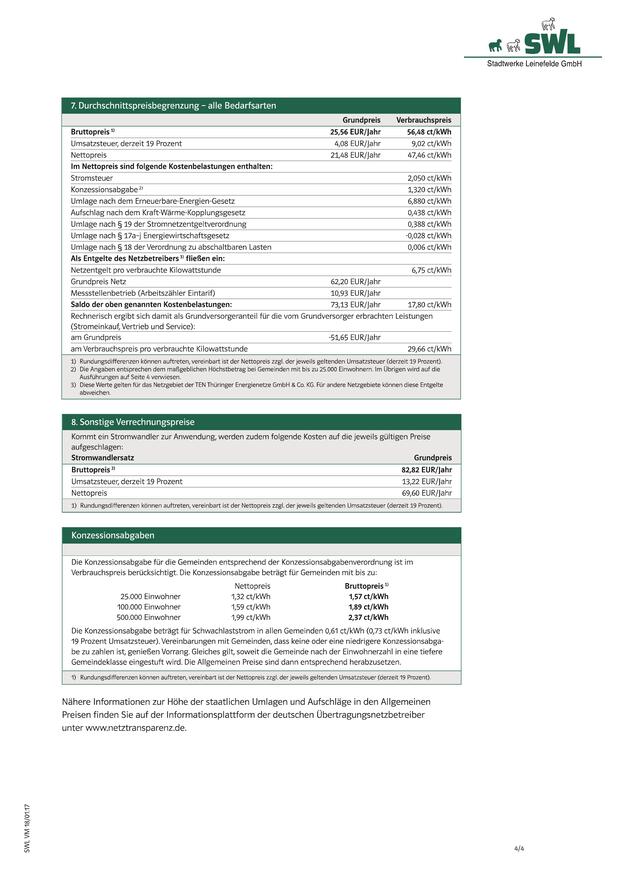 SWL
Stadtwerke Leinefelde GmbH
7. Durchschnittspreisbegrenzung – alle Bedarfsarten
Grundpreis Verbrauchspreis
Bruttopreis 1) 25,56 EUR/Jahr 56,48 ct/kWh
Umsatzsteuer, derzeit 19 Prozent 4,08 EUR/Jahr 9,02 ct/kWh
Nettopreis 21,48 EUR/Jahr 47,46 ct/kWh
Im Nettopreis sind folgende Kostenbelastungen enthalten:
Stromsteuer 2,050 ct/kWh
Konzessionsabgabe 2) 1,320 ct/kWh
Umlage nach dem Erneuerbare-Energien-Gesetz 6,880 ct/kWh
Aufschlag nach dem Kraft-Wärme-Kopplungsgesetz 0,438 ct/kWh
Umlage nach § 19 der Stromnetzentgeltverordnung 0,388 ct/kWh
Umlage nach § 17a–j Energiewirtschaftsgesetz -0,028 ct/kWh
Umlage nach § 18 der Verordnung zu abschaltbaren Lasten 0,006 ct/kWh
Als Entgelte des Netzbetreibers 3) fließen ein:
Netzentgelt pro verbrauchte Kilowattstunde 6,75 ct/kWh
Grundpreis Netz 62,20 EUR/Jahr
Messstellenbetrieb (Arbeitszähler Eintarif) 10,93 EUR/Jahr
Saldo der oben genannten Kostenbelastungen: 73,13 EUR/Jahr 17,80 ct/kWh
Rechnerisch ergibt sich damit als Grundversorgeranteil für die vom Grundversorger erbrachten Leistungen
(Stromeinkauf, Vertrieb und Service):
am Grundpreis -51,65 EUR/Jahr
am Verbrauchspreis pro verbrauchte Kilowattstunde 29,66 ct/kWh
1) Rundungsdifferenzen können auftreten, vereinbart ist der Nettopreis zzgl. der jeweils geltenden Umsatzsteuer (derzeit 19 Prozent).
2) Die Angaben entsprechen dem maßgeblichen Höchstbetrag bei Gemeinden mit bis zu 25.000 Einwohnern. Im Übrigen wird auf die
Ausführungen auf Seite 4 verwiesen.
3) Diese Werte gelten für das Netzgebiet der TEN Thüringer Energienetze GmbH & Co. KG. Für andere Netzgebiete können diese Entgelte
abweichen.
8. Sonstige Verrechnungspreise
Kommt ein Stromwandler zur Anwendung, werden zudem folgende Kosten auf die jeweils gültigen Preise
aufgeschlagen:
Stromwandlersatz Grundpreis
Bruttopreis 2) 82,82 EUR/Jahr
Umsatzsteuer, derzeit 19 Prozent 13,22 EUR/Jahr
Nettopreis 69,60 EUR/Jahr
1) Rundungsdifferenzen können auftreten, vereinbart ist der Nettopreis zzgl. der jeweils geltenden Umsatzsteuer (derzeit 19 Prozent).
Konzessionsabgaben
Die Konzessionsabgabe für die Gemeinden entsprechend der Konzessionsabgabenverordnung ist im
Verbrauchspreis berücksichtigt. Die Konzessionsabgabe beträgt für Gemeinden mit bis zu:
Nettopreis Bruttopreis 1)
25.000 Einwohner 1,32 ct/kWh 1,57 ct/kWh
100.000 Einwohner 1,59 ct/kWh 1,89 ct/kWh
500.000 Einwohner 1,99 ct/kWh 2,37 ct/kWh
Die Konzessionsabgabe beträgt für Schwachlaststrom in allen Gemeinden 0,61 ct/kWh (0,73 ct/kWh inklusive
19 Prozent Umsatzsteuer). Vereinbarungen mit Gemeinden, dass keine oder eine niedrigere Konzessionsabga-
be zu zahlen ist, genießen Vorrang. Gleiches gilt, soweit die Gemeinde nach der Einwohnerzahl in eine tiefere
Gemeindeklasse eingestuft wird. Die Allgemeinen Preise sind dann entsprechend herabzusetzen.
1) Rundungsdifferenzen können auftreten, vereinbart ist der Nettopreis zzgl. der jeweils geltenden Umsatzsteuer (derzeit 19 Prozent).
Nähere Informationen zur Höhe der staatlichen Umlagen und Aufschläge in den Allgemeinen
Preisen finden Sie auf der Informationsplattform der deutschen Übertragungsnetzbetreiber
unter www.netztransparenz.de.
SWL VM 18/01:17
4/4